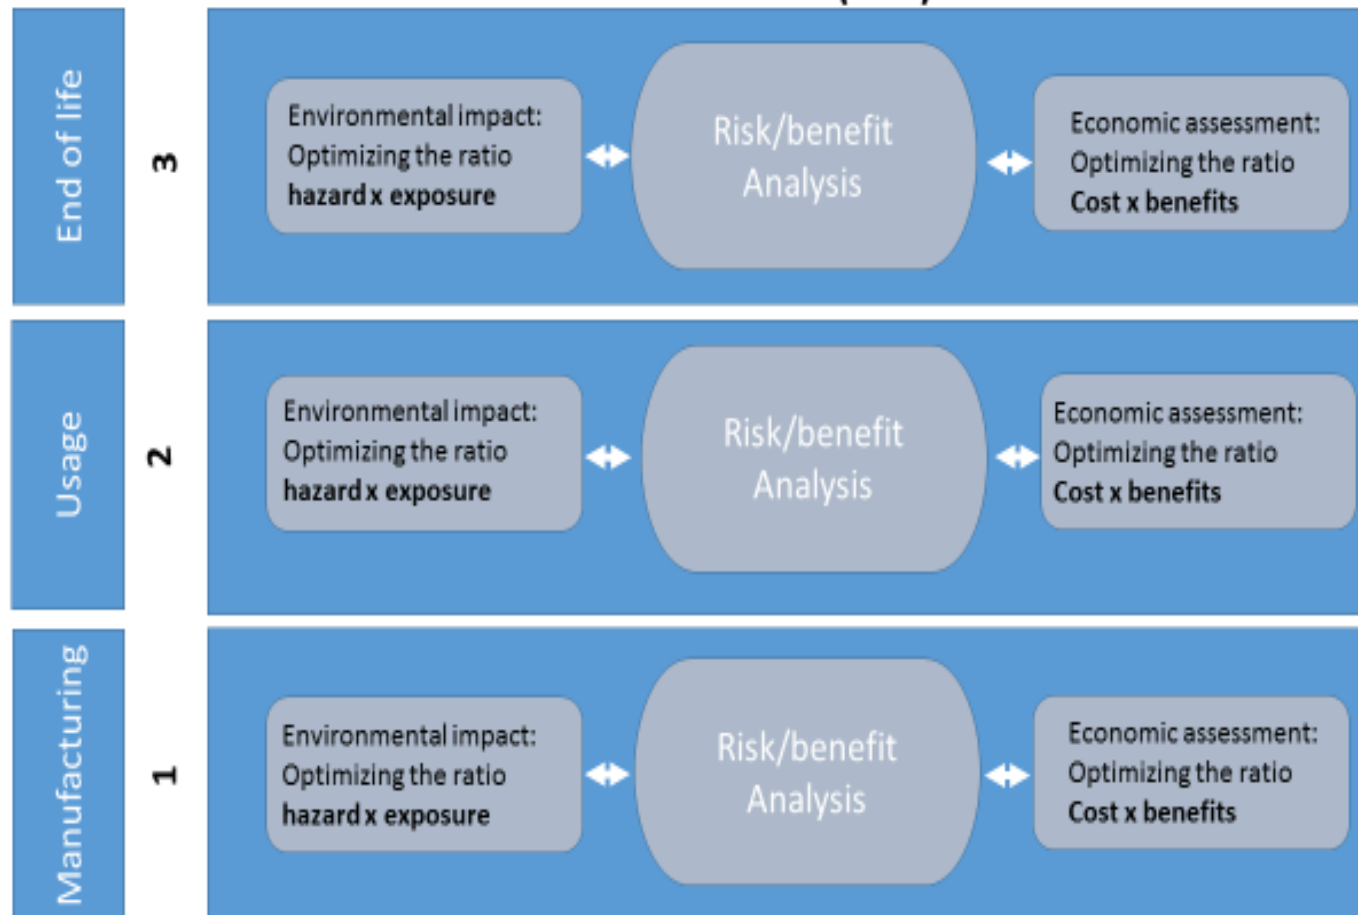 End of life
3
Environmental impact:
Optimizing the ratio
hazard x exposure
Risk/benefit
Analysis
Economic assessment:
Optimizing the ratio
Cost x benefits
Usage
2
Environmental impact:
Optimizing the ratio
hazard x exposure
Risk/benefit
Analysis
Economic assessment:
Optimizing the ratio
Cost x benefits
Manufacturing
1
Environmental impact:
Optimizing the ratio
hazard x exposure
Risk/benefit
Analysis
Economic assessment:
Optimizing the ratio
Cost x benefits